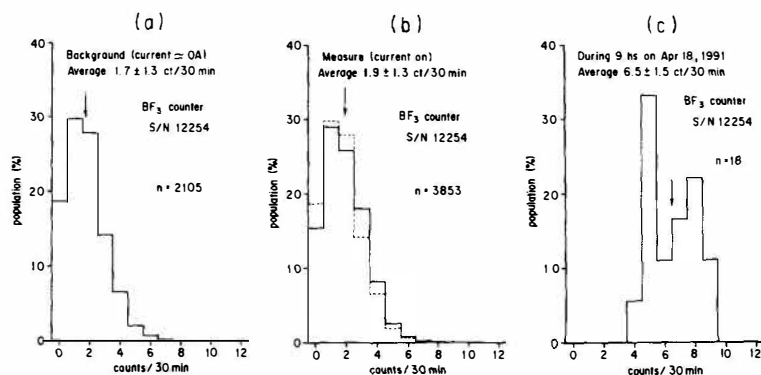 (a)
40
30
20
10
0
population (%)
Background (current ≃ 0A)
Average 1.7 ± 1.3 ct/30 min
BF3 counter
S/N 12254
n = 2105
0 2 4 6 8 10 12
counts/ 30 min
(b)
40
30
20
10
0
population (%)
Measure (current on)
Average 1.9 ± 1.3 ct/30 min
BF3 counter
S/N 12254
n = 3853
0 2 4 6 8 10 12
counts/ 30 min
(c)
40
30
20
10
0
population (%)
During 9 hs on Apr 18, 1991
Average 6.5 ± 1.5 ct/30 min
BF3 counter
S/N 12254
n = 18
0 2 4 6 8 10 12
counts/ 30 min